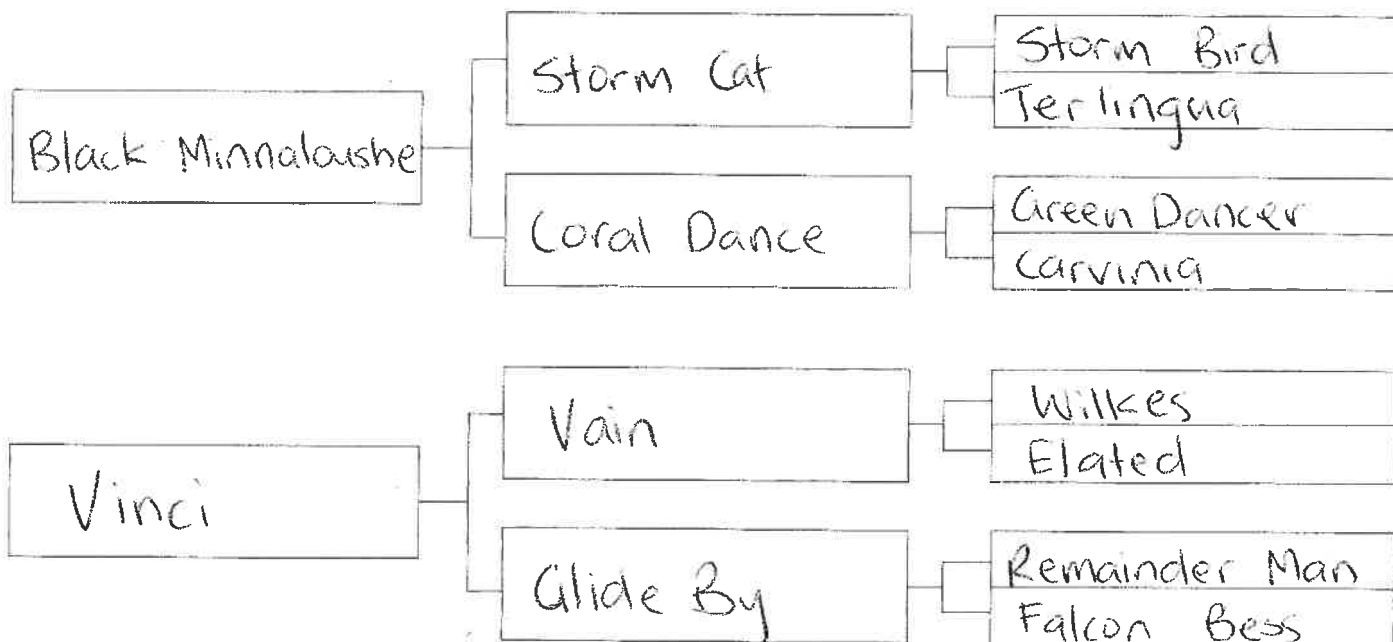 Storm Bird
Storm Cat
Terlingua
Black Minnaloushe
Green Dancer
Coral Dance
Carvinia
Wilkes
Vain
Elated
Vinci
Remainder Man
Glide By
Falcon Bess